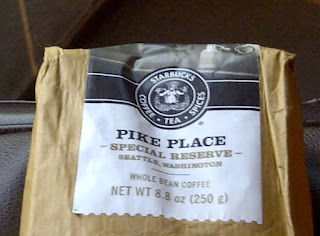 STARBUCKS
COFFEE • TEA • SPICES
®
PIKE PLACE
– SPECIAL RESERVE –
SEATTLE, WASHINGTON
WHOLE BEAN COFFEE
NET WT 8.8 oz (250 g)